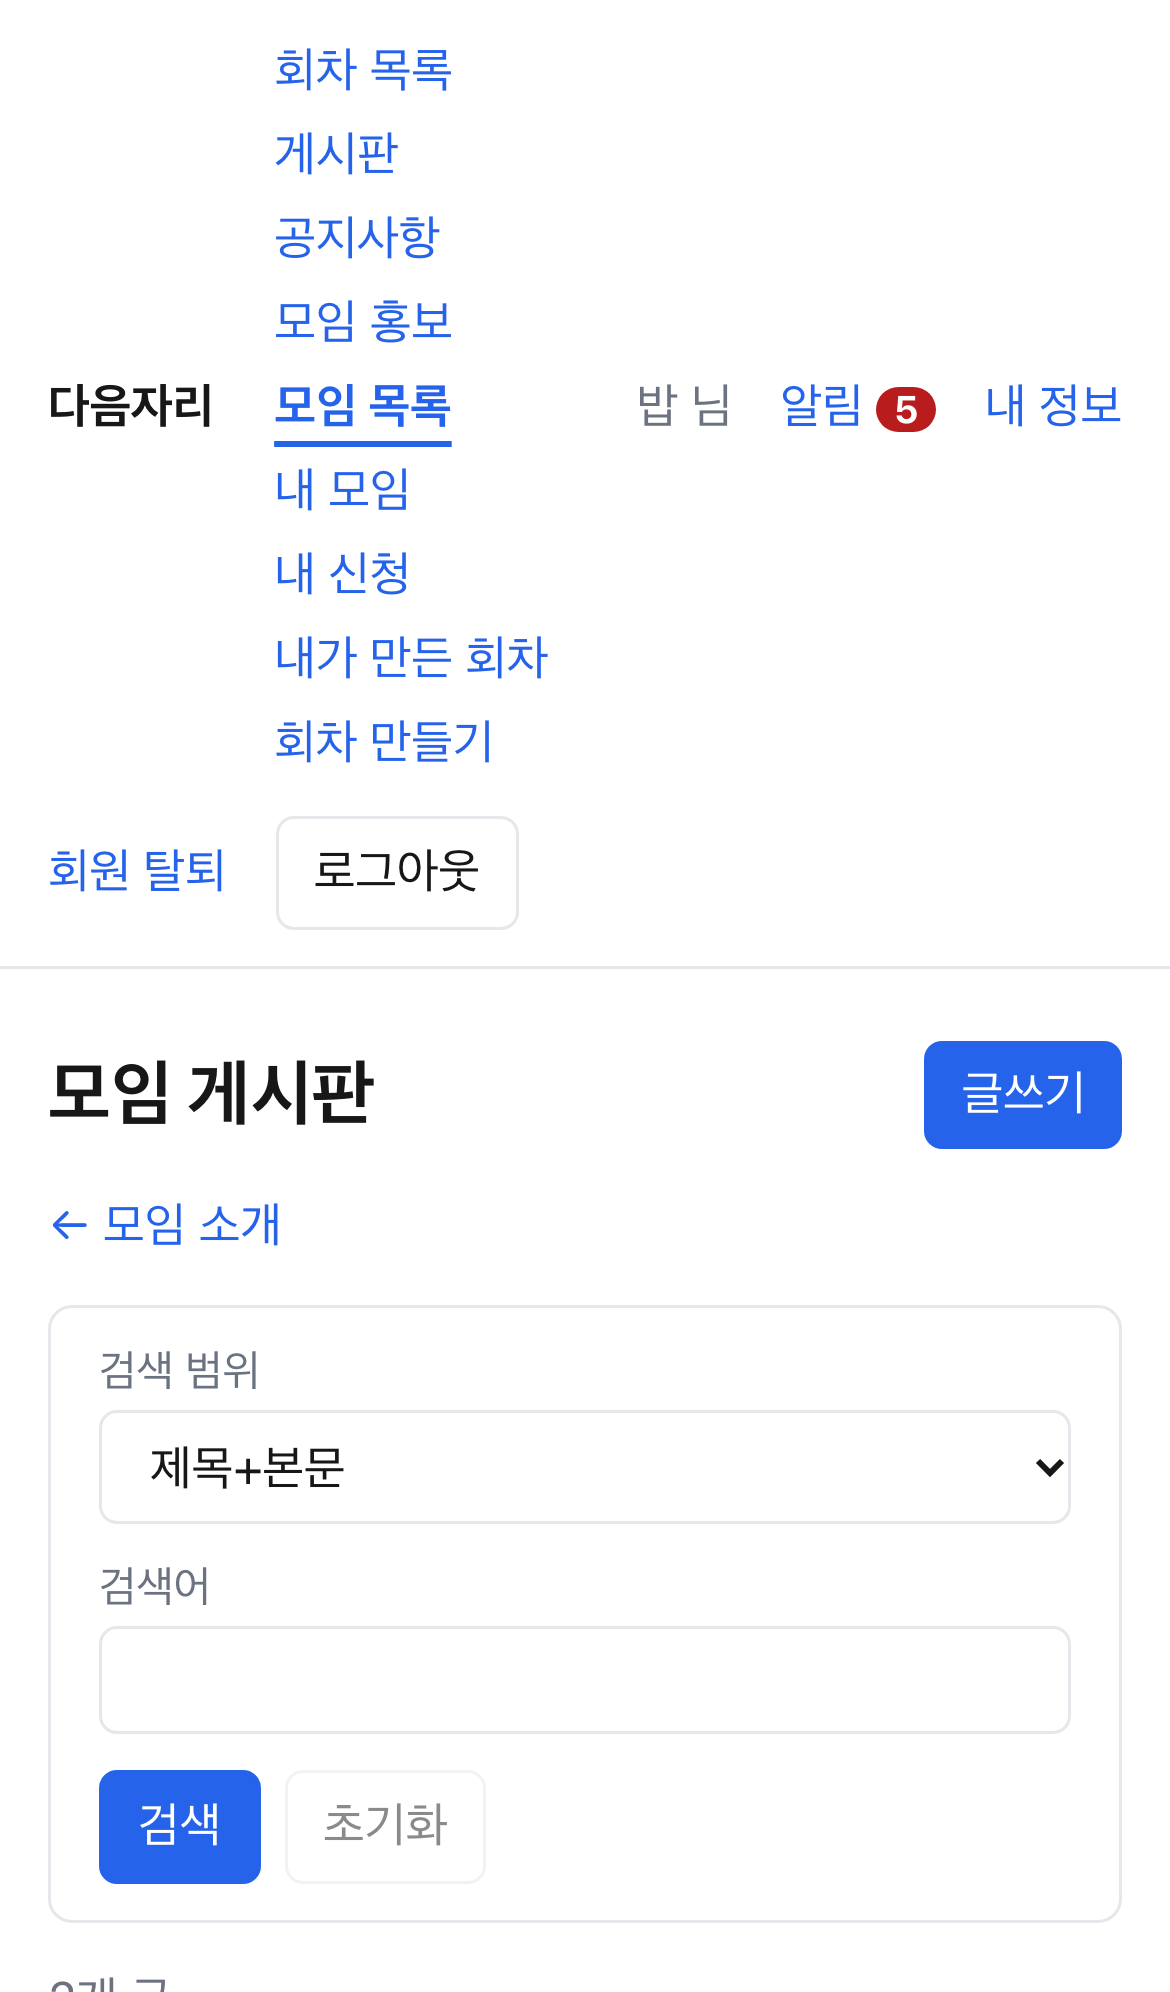 회차 목록
게시판
공지사항
모임 홍보
다음자리 모임 목록 밥 님 알림 5 내 정보
내 모임
내 신청
내가 만든 회차
회차 만들기
회원 탈퇴 로그아웃
모임 게시판 글쓰기
← 모임 소개
검색 범위
제목+본문
검색어
검색 초기화